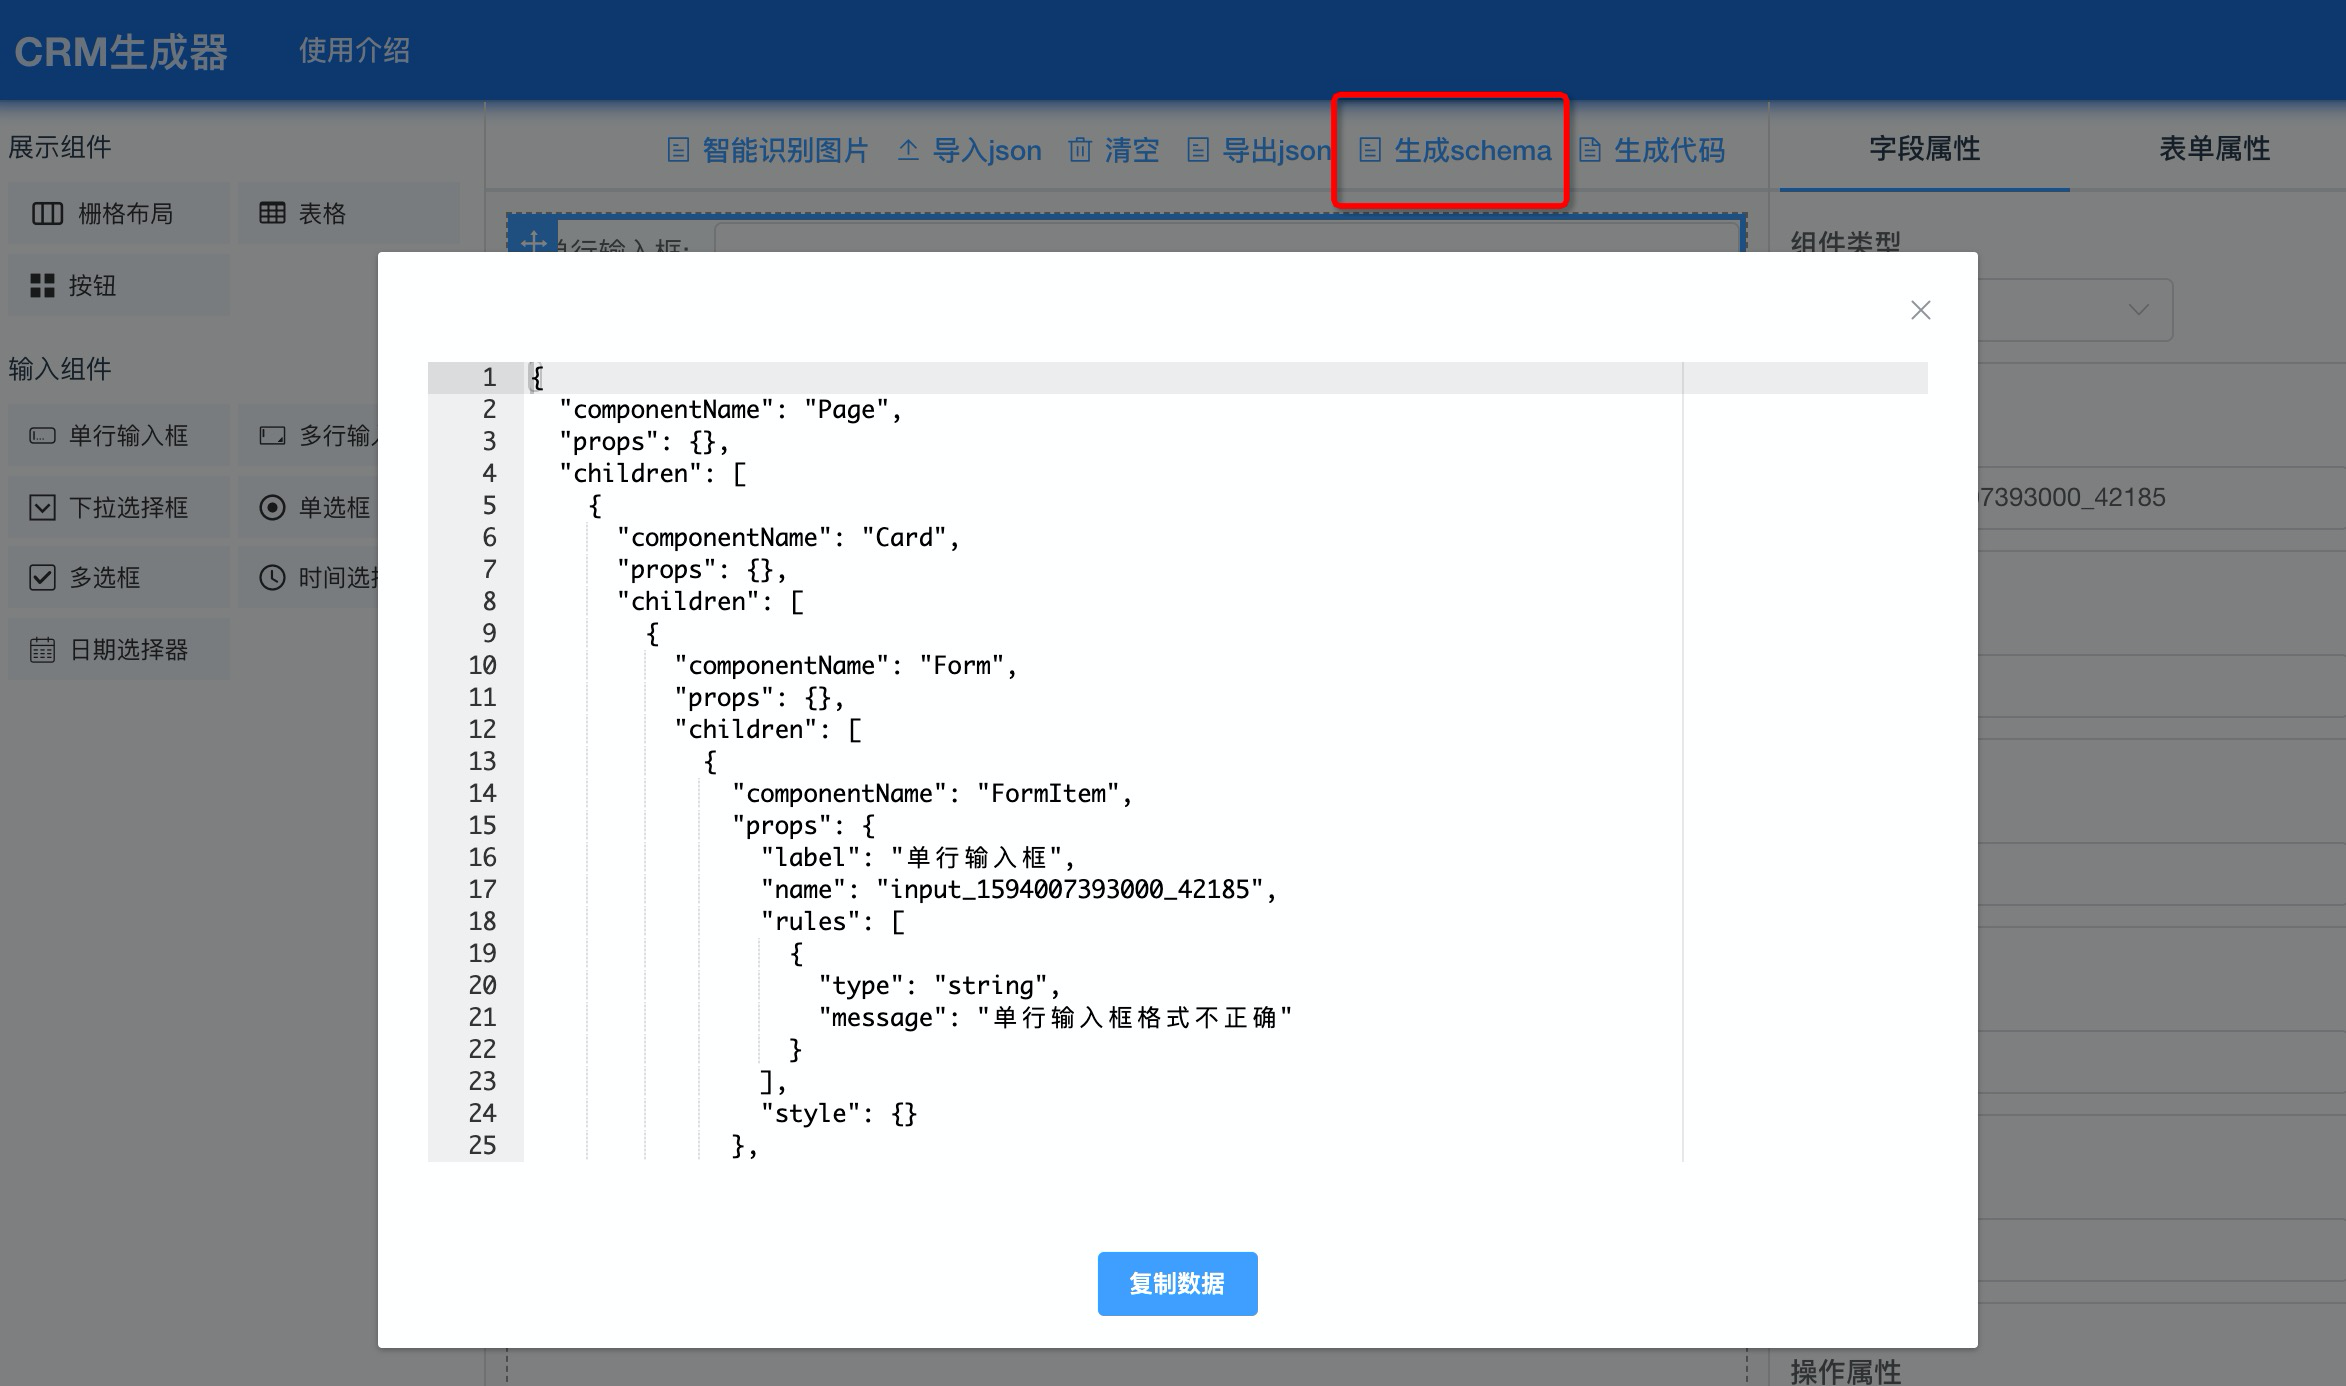 CRM生成器 使用介绍
展示组件
智能识别图片 导入json 清空 导出json 生成schema 生成代码
字段属性 表单属性
栅格布局 表格
单行输入框:
组件类型
按钮
输入组件
单行输入框 多行输入
下拉选择框 单选框
多选框 时间选择
日期选择器
7393000_42185
1 {
2 "componentName": "Page",
3 "props": {},
4 "children": [
5 {
6 "componentName": "Card",
7 "props": {},
8 "children": [
9 {
10 "componentName": "Form",
11 "props": {},
12 "children": [
13 {
14 "componentName": "FormItem",
15 "props": {
16 "label": "单行输入框",
17 "name": "input_1594007393000_42185",
18 "rules": [
19 {
20 "type": "string",
21 "message": "单行输入框格式不正确"
22 }
23 ],
24 "style": {}
25 },
复制数据
操作属性